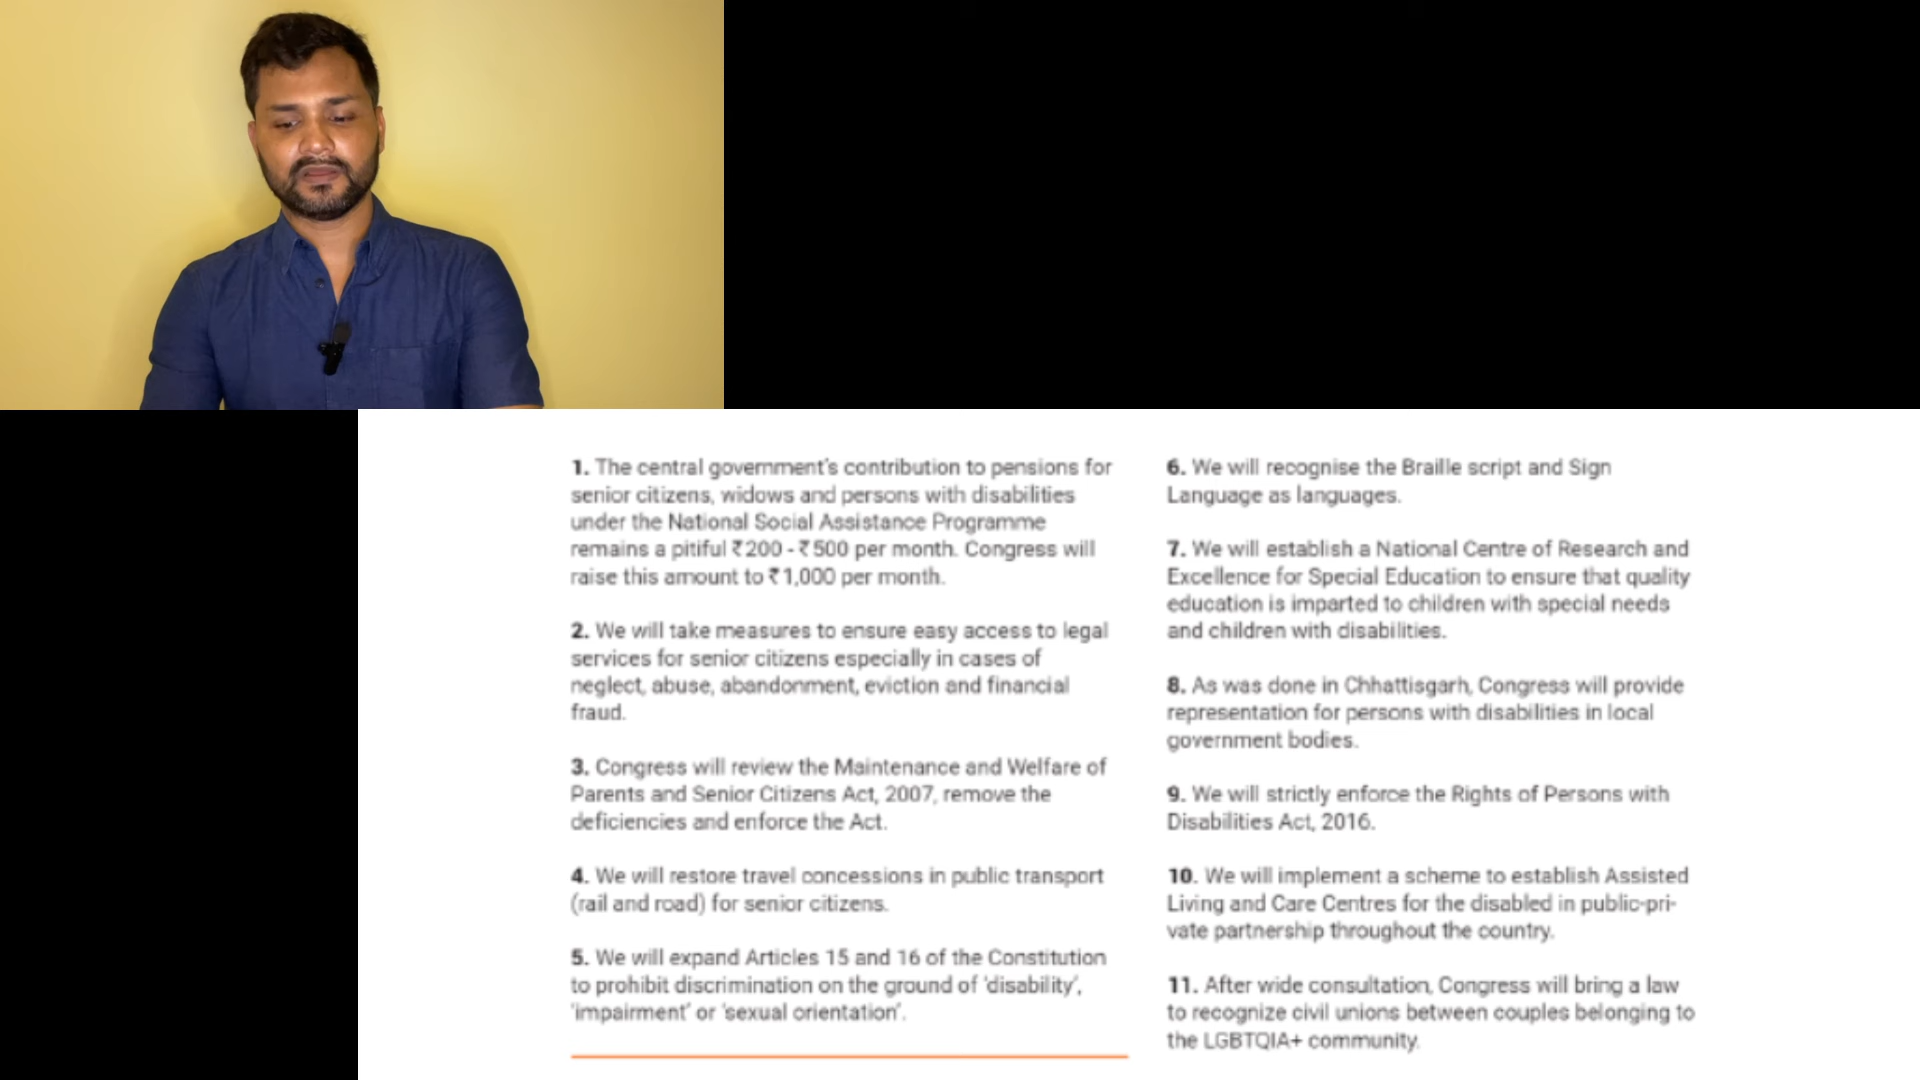 1. The central government's contribution to pensions for
senior citizens, widows and persons with disabilities
under the National Social Assistance Programme
remains a pitiful ₹200 - ₹500 per month. Congress will
raise this amount to ₹1,000 per month.
2. We will take measures to ensure easy access to legal
services for senior citizens especially in cases of
neglect, abuse, abandonment, eviction and financial
fraud.
3. Congress will review the Maintenance and Welfare of
Parents and Senior Citizens Act, 2007, remove the
deficiencies and enforce the Act.
4. We will restore travel concessions in public transport
(rail and road) for senior citizens.
5. We will expand Articles 15 and 16 of the Constitution
to prohibit discrimination on the ground of 'disability',
'impairment' or 'sexual orientation'.
6. We will recognise the Braille script and Sign
Language as languages.
7. We will establish a National Centre of Research and
Excellence for Special Education to ensure that quality
education is imparted to children with special needs
and children with disabilities.
8. As was done in Chhattisgarh, Congress will provide
representation for persons with disabilities in local
government bodies.
9. We will strictly enforce the Rights of Persons with
Disabilities Act, 2016.
10. We will implement a scheme to establish Assisted
Living and Care Centres for the disabled in public-pri-
vate partnership throughout the country.
11. After wide consultation, Congress will bring a law
to recognize civil unions between couples belonging to
the LGBTQIA+ community.